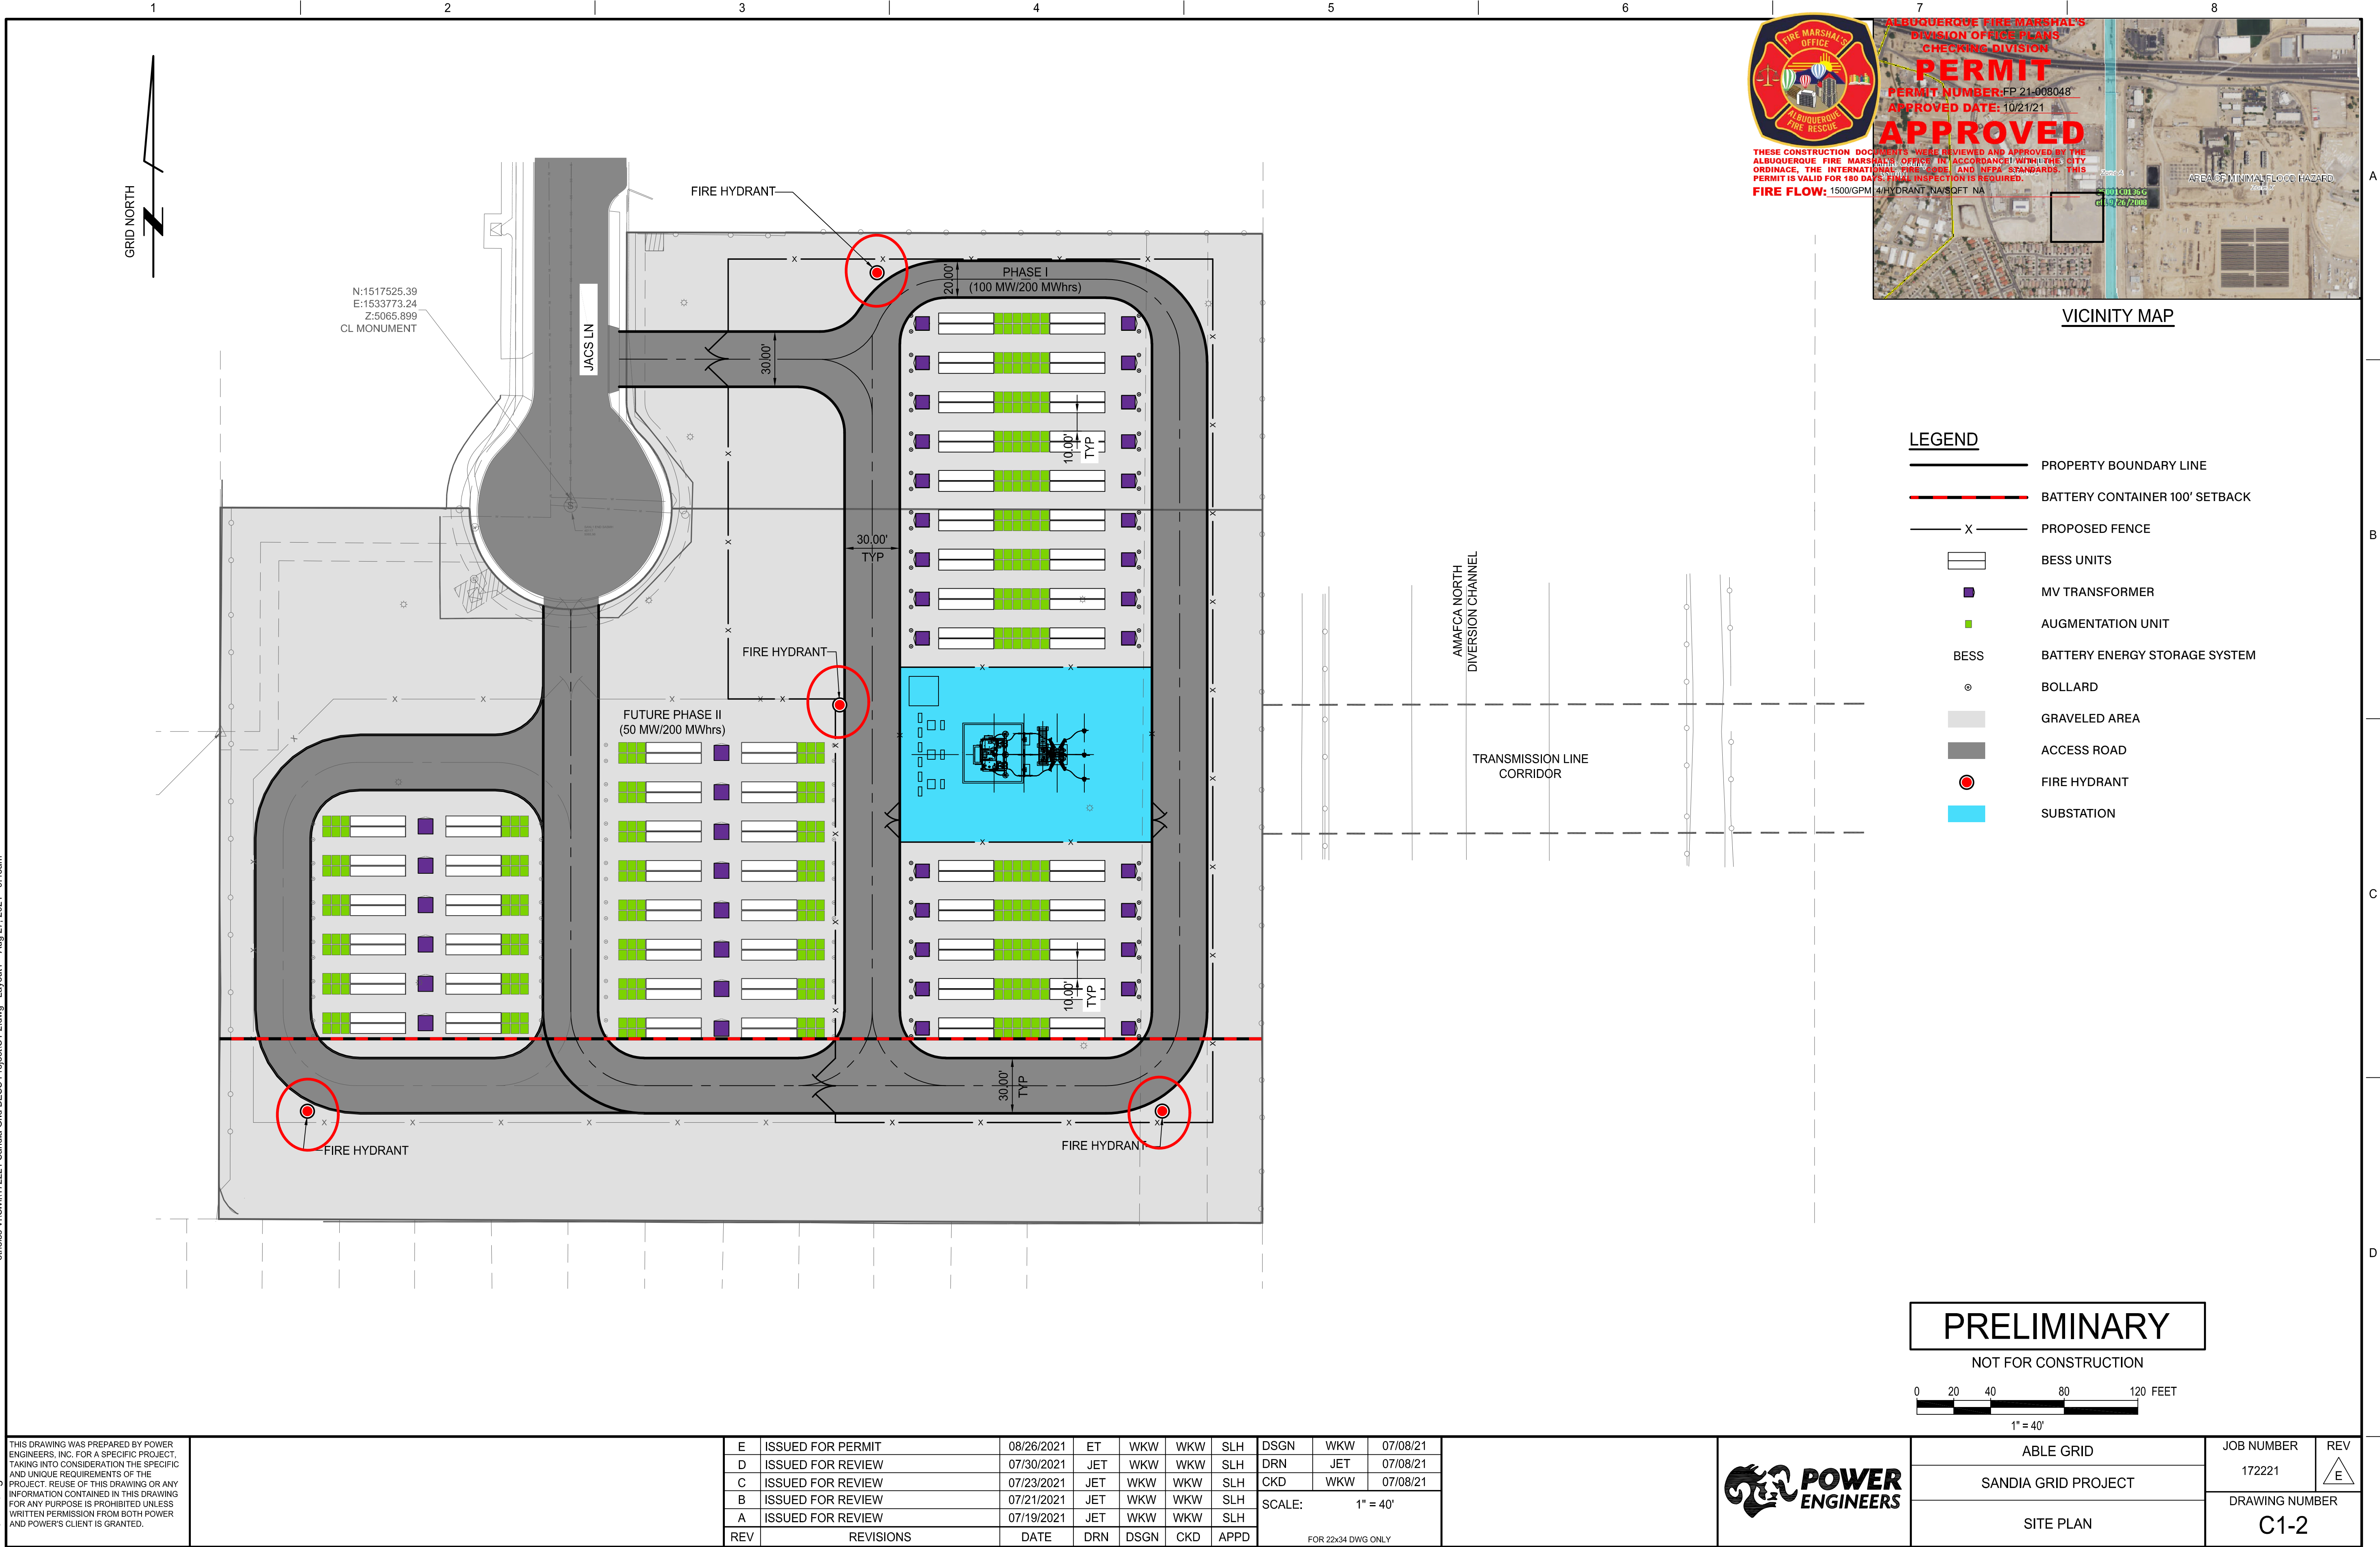 1 2 3 4 5 6 7 8
A
B
C
D
GRID NORTH
N:1517525.39
E:1533773.24
Z:5065.899
CL MONUMENT
JACS LN
FIRE HYDRANT
PHASE I
(100 MW/200 MWhrs)
20.00'
30.00'
10.00'
TYP
30.00'
TYP
FIRE HYDRANT
FUTURE PHASE II
(50 MW/200 MWhrs)
10.00'
TYP
30.00'
TYP
FIRE HYDRANT
FIRE HYDRANT
AMAFCA NORTH
DIVERSION CHANNEL
TRANSMISSION LINE
CORRIDOR
FIRE MARSHAL'S
OFFICE
ALBUQUERQUE
FIRE RESCUE
ALBUQUERQUE FIRE MARSHAL'S
DIVISION OFFICE PLANS
CHECKING DIVISION
PERMIT
PERMIT NUMBER: FP 21-008048
APPROVED DATE: 10/21/21
APPROVED
THESE CONSTRUCTION DOCUMENTS WERE REVIEWED AND APPROVED BY THE
ALBUQUERQUE FIRE MARSHAL'S OFFICE IN ACCORDANCE WITH THE CITY
ORDINACE, THE INTERNATIONAL FIRE CODE, AND NFPA STANDARDS. THIS
PERMIT IS VALID FOR 180 DAYS. FINAL INSPECTION IS REQUIRED.
FIRE FLOW: 1500/GPM 4/HYDRANT NA/SQFT NA
AREA OF MINIMAL FLOOD HAZARD
35001C0136G
eff. 9/26/2008
VICINITY MAP
LEGEND
PROPERTY BOUNDARY LINE
BATTERY CONTAINER 100' SETBACK
X PROPOSED FENCE
BESS UNITS
MV TRANSFORMER
AUGMENTATION UNIT
BESS BATTERY ENERGY STORAGE SYSTEM
BOLLARD
GRAVELED AREA
ACCESS ROAD
FIRE HYDRANT
SUBSTATION
PRELIMINARY
NOT FOR CONSTRUCTION
0 20 40 80 120 FEET
1" = 40'
THIS DRAWING WAS PREPARED BY POWER
ENGINEERS, INC. FOR A SPECIFIC PROJECT,
TAKING INTO CONSIDERATION THE SPECIFIC
AND UNIQUE REQUIREMENTS OF THE
PROJECT. REUSE OF THIS DRAWING OR ANY
INFORMATION CONTAINED IN THIS DRAWING
FOR ANY PURPOSE IS PROHIBITED UNLESS
WRITTEN PERMISSION FROM BOTH POWER
AND POWER'S CLIENT IS GRANTED.
E ISSUED FOR PERMIT 08/26/2021 ET WKW WKW SLH
D ISSUED FOR REVIEW 07/30/2021 JET WKW WKW SLH
C ISSUED FOR REVIEW 07/23/2021 JET WKW WKW SLH
B ISSUED FOR REVIEW 07/21/2021 JET WKW WKW SLH
A ISSUED FOR REVIEW 07/19/2021 JET WKW WKW SLH
REV REVISIONS DATE DRN DSGN CKD APPD
DSGN WKW 07/08/21
DRN JET 07/08/21
CKD WKW 07/08/21
SCALE: 1" = 40'
FOR 22x34 DWG ONLY
POWER
ENGINEERS
ABLE GRID
SANDIA GRID PROJECT
SITE PLAN
JOB NUMBER
172221
REV
E
DRAWING NUMBER
C1-2